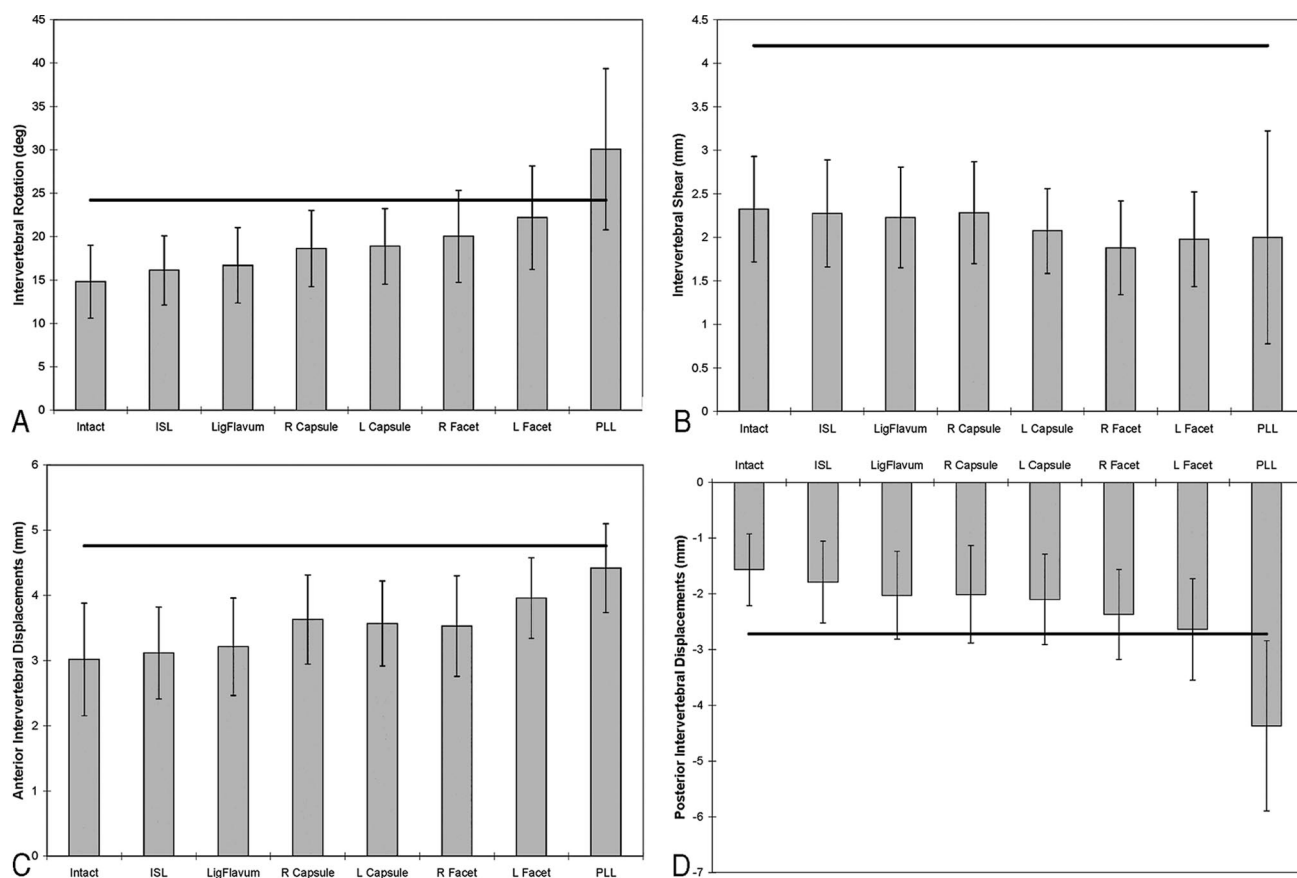 45
40
35
30
25
20
15
10
5
0
Intervertebral Rotation (deg)
A
Intact ISL LigFlavum R Capsule L Capsule R Facet L Facet PLL
4.5
4
3.5
3
2.5
2
1.5
1
0.5
0
Intervertebral Shear (mm)
B
Intact ISL LigFlavum R Capsule L Capsule R Facet L Facet PLL
6
5
4
3
2
1
0
Anterior Intervertebral Displacements (mm)
C
Intact ISL LigFlavum R Capsule L Capsule R Facet L Facet PLL
Intact ISL LigFlavum R Capsule L Capsule R Facet L Facet PLL
0
-1
-2
-3
-4
-5
-6
-7
Posterior Intervertebral Displacements (mm)
D